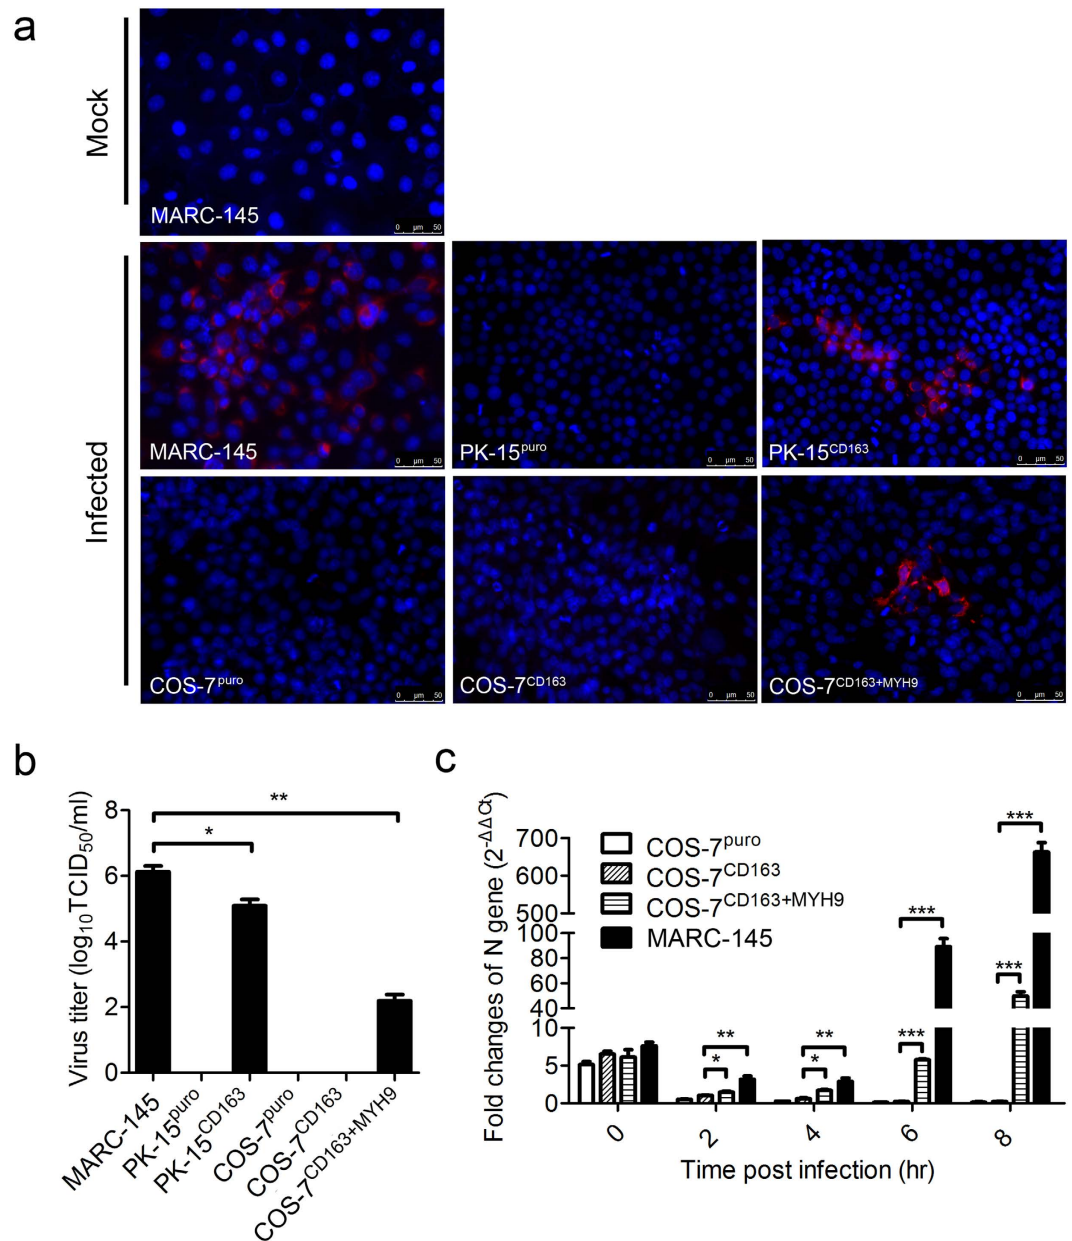 a
Mock
MARC-145
0 µm 50
Infected
MARC-145
0 µm 50
PK-15puro
0 µm 50
PK-15CD163
0 µm 50
COS-7puro
0 µm 50
COS-7CD163
0 µm 50
COS-7CD163+MYH9
0 µm 50
b
Virus titer (log10TCID50/ml)
8
6
4
2
0
*
**
MARC-145
PK-15puro
PK-15CD163
COS-7puro
COS-7CD163
COS-7CD163+MYH9
c
Fold changes of N gene (2-ΔΔCt)
700
600
500
100
80
60
40
10
5
0
COS-7puro
COS-7CD163
COS-7CD163+MYH9
MARC-145
* **
* **
*** ***
*** ***
0 2 4 6 8
Time post infection (hr)